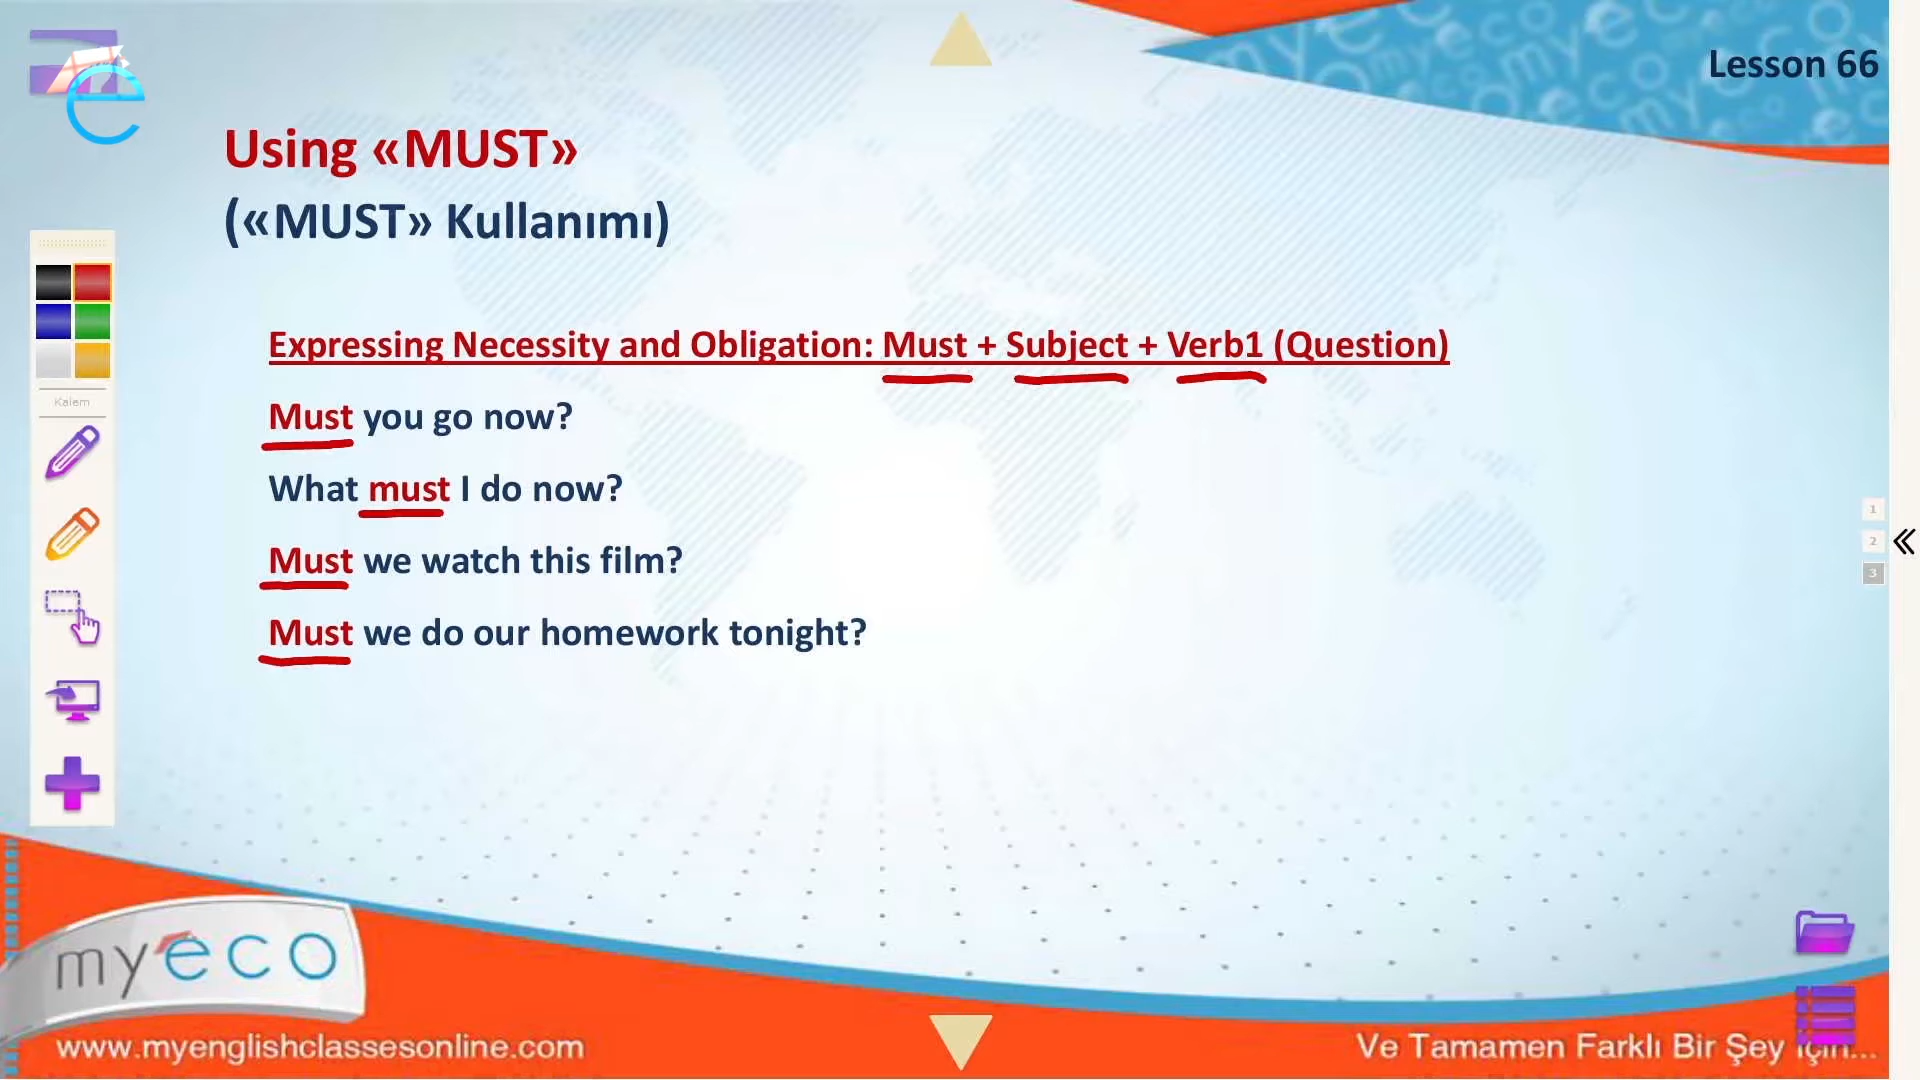 Lesson 66
Using «MUST»
(«MUST» Kullanımı)
Expressing Necessity and Obligation: Must + Subject + Verb1 (Question)
Must you go now?
What must I do now?
Must we watch this film?
Must we do our homework tonight?
Kalem
1
2
3
myeco
www.myenglishclassesonline.com
Ve Tamamen Farklı Bir Şey İçin...